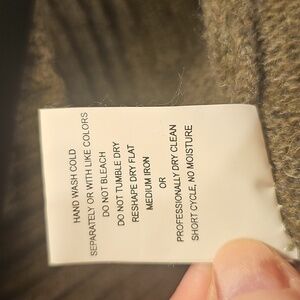 HAND WASH COLD
SEPARATELY OR WITH LIKE COLORS
DO NOT BLEACH
DO NOT TUMBLE DRY
RESHAPE DRY FLAT
MEDIUM IRON
OR
PROFESSIONALLY DRY CLEAN
SHORT CYCLE, NO MOISTURE